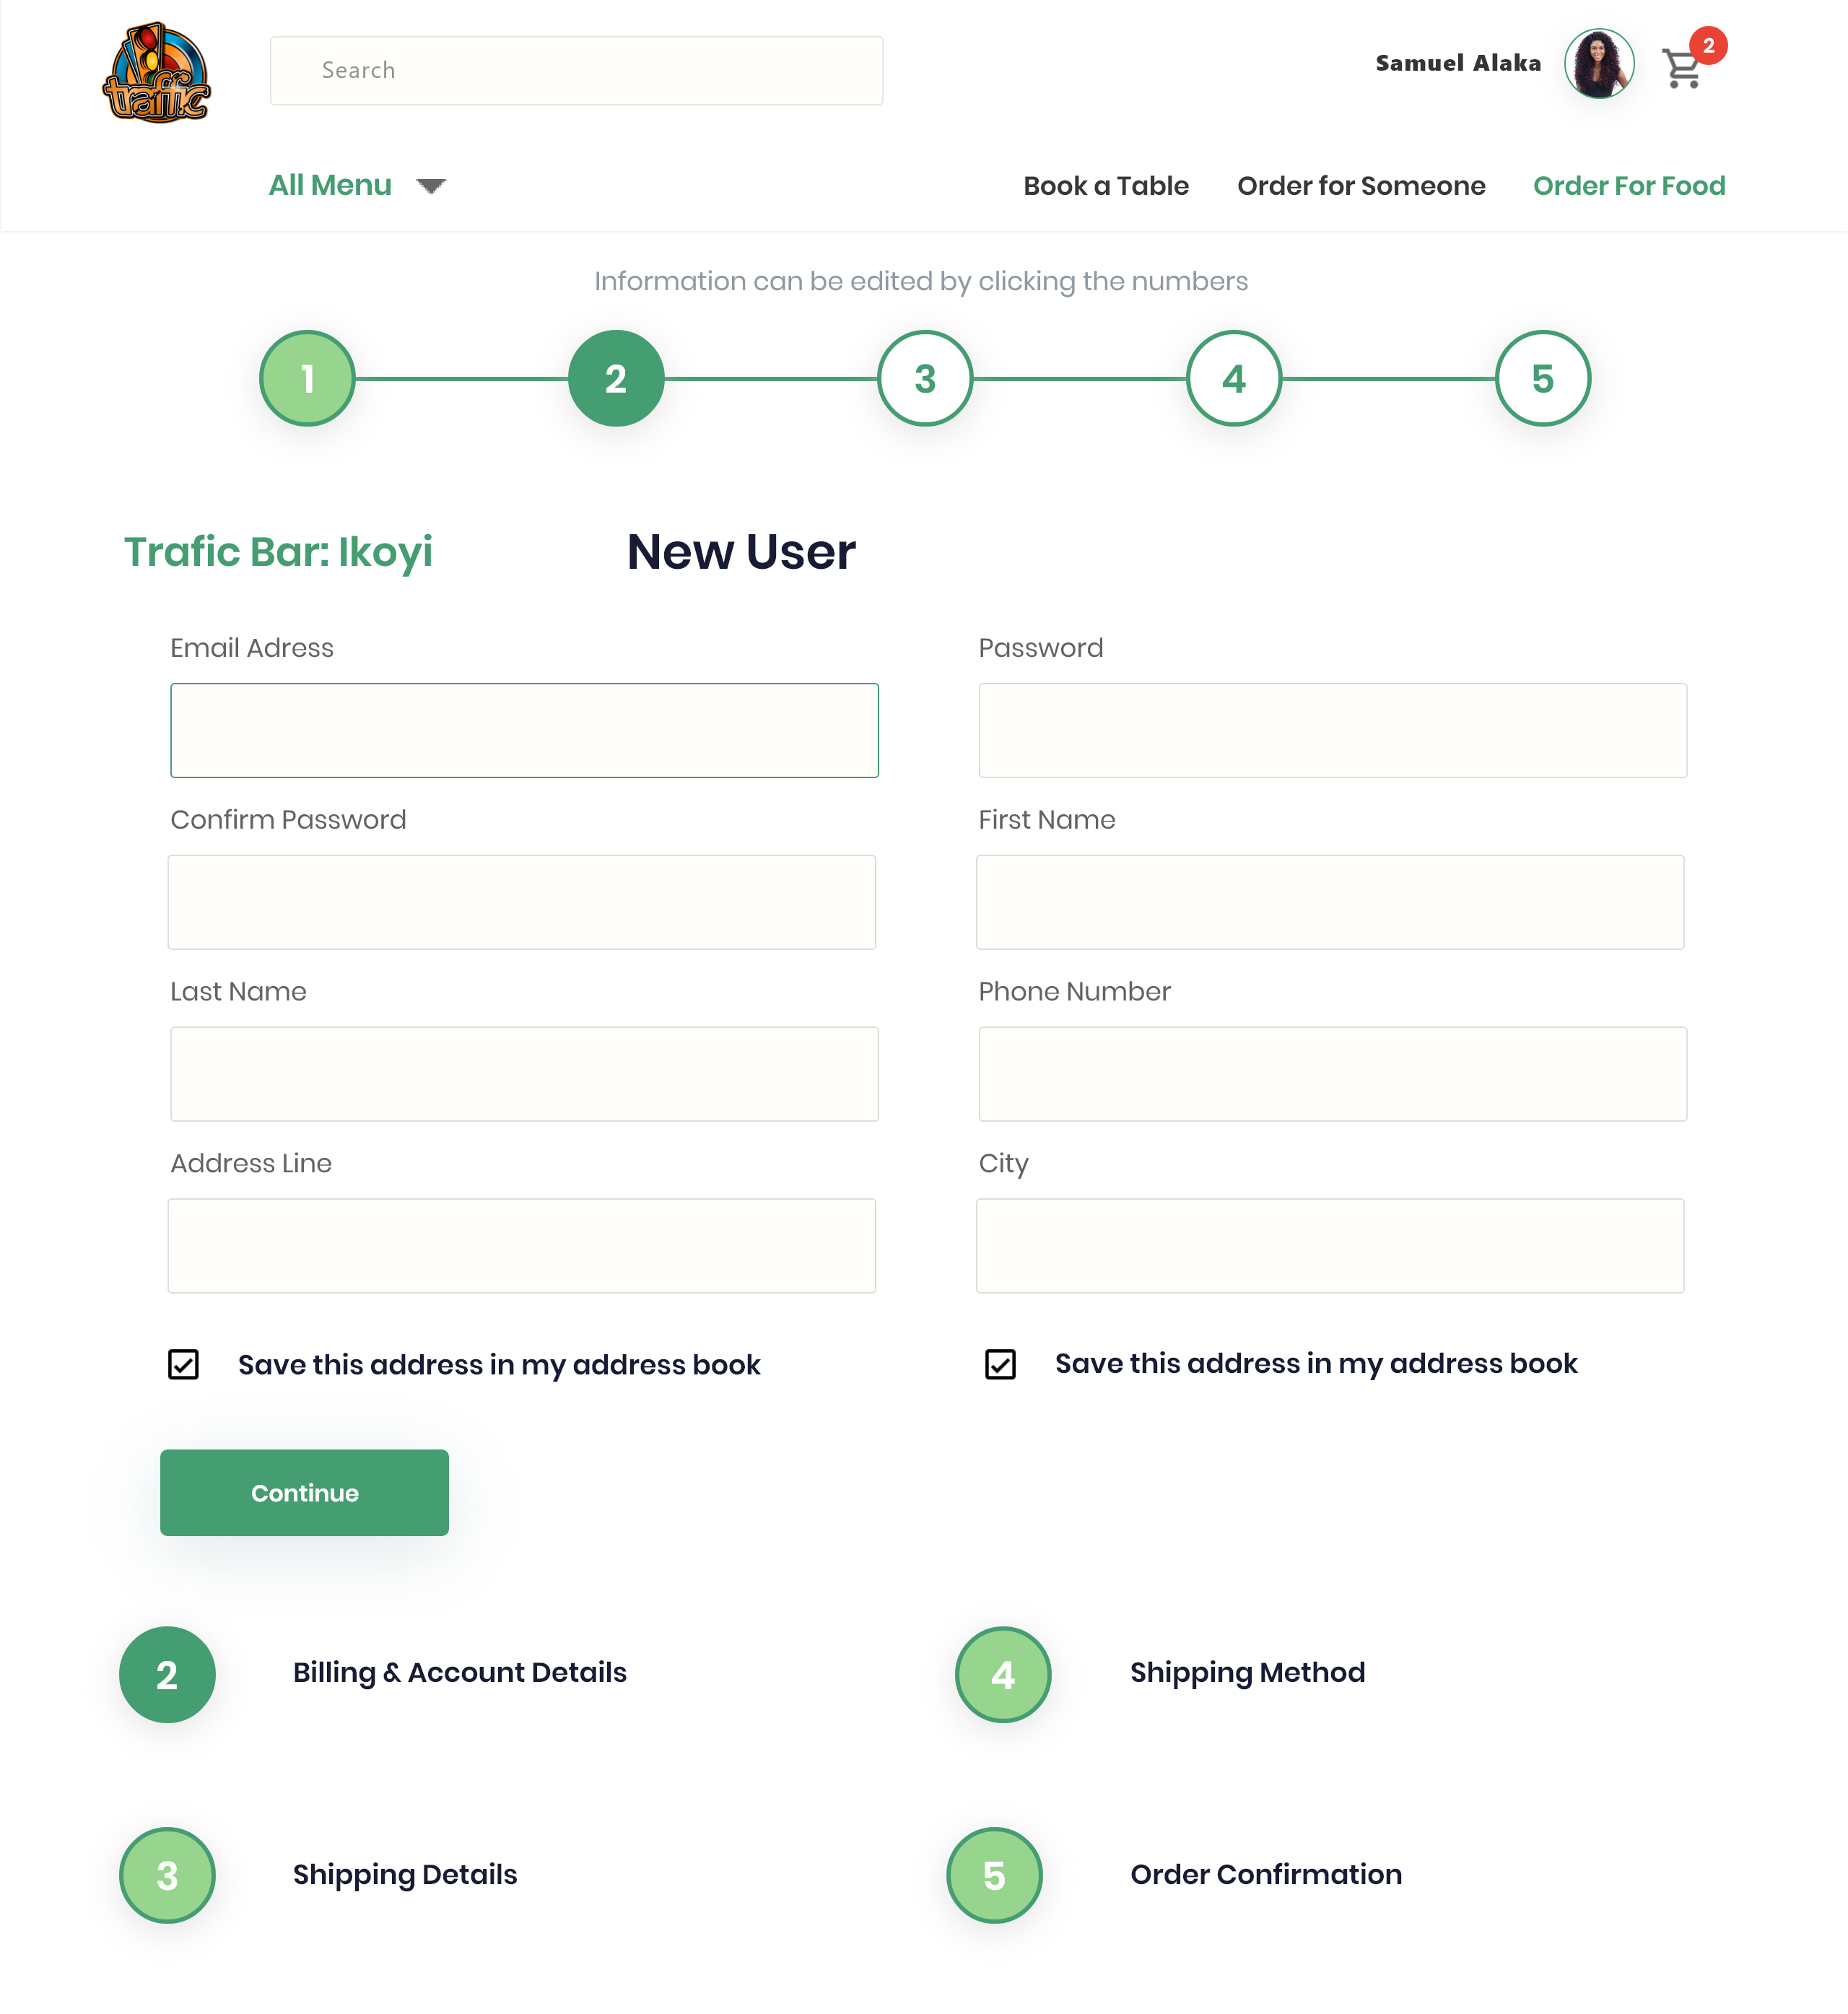 traffic
Search
Samuel Alaka
2
All Menu
Book a Table
Order for Someone
Order For Food
Information can be edited by clicking the numbers
1
2
3
4
5
Trafic Bar: Ikoyi
New User
Email Adress
Password
Confirm Password
First Name
Last Name
Phone Number
Address Line
City
Save this address in my address book
Save this address in my address book
Continue
2
Billing & Account Details
4
Shipping Method
3
Shipping Details
5
Order Confirmation